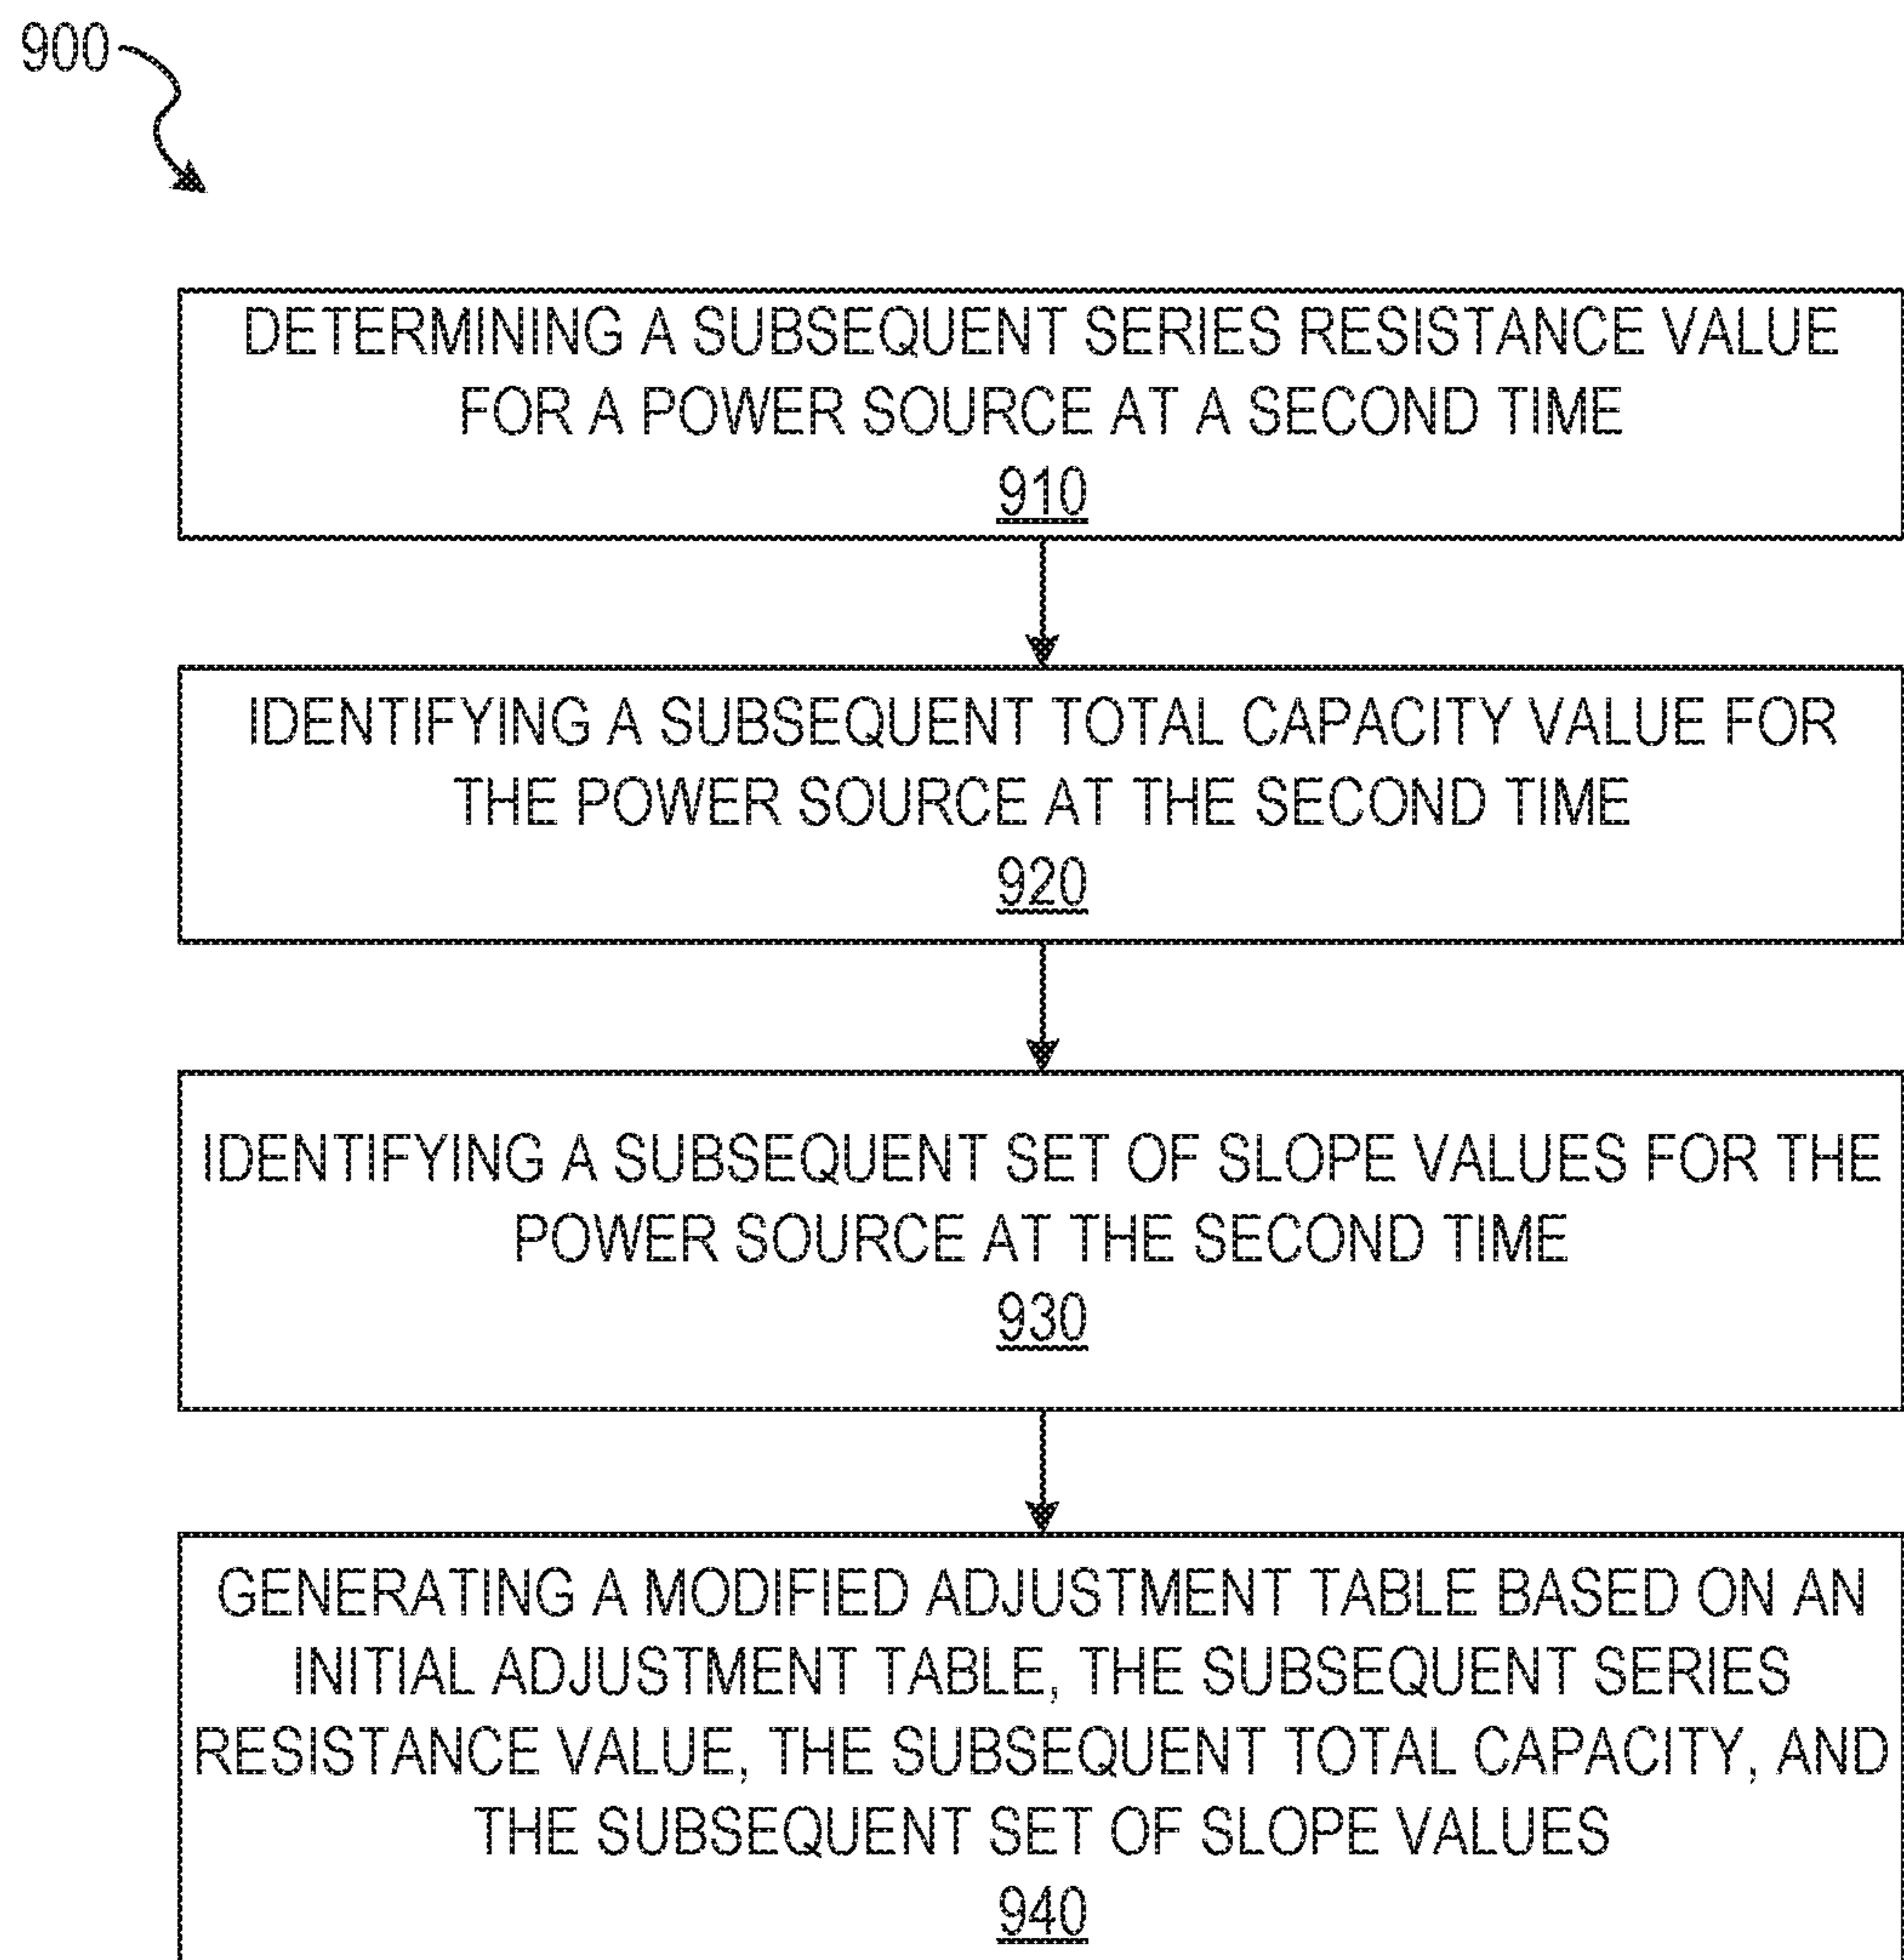 900
DETERMINING A SUBSEQUENT SERIES RESISTANCE VALUE
FOR A POWER SOURCE AT A SECOND TIME
910
IDENTIFYING A SUBSEQUENT TOTAL CAPACITY VALUE FOR
THE POWER SOURCE AT THE SECOND TIME
920
IDENTIFYING A SUBSEQUENT SET OF SLOPE VALUES FOR THE
POWER SOURCE AT THE SECOND TIME
930
GENERATING A MODIFIED ADJUSTMENT TABLE BASED ON AN
INITIAL ADJUSTMENT TABLE, THE SUBSEQUENT SERIES
RESISTANCE VALUE, THE SUBSEQUENT TOTAL CAPACITY, AND
THE SUBSEQUENT SET OF SLOPE VALUES
940